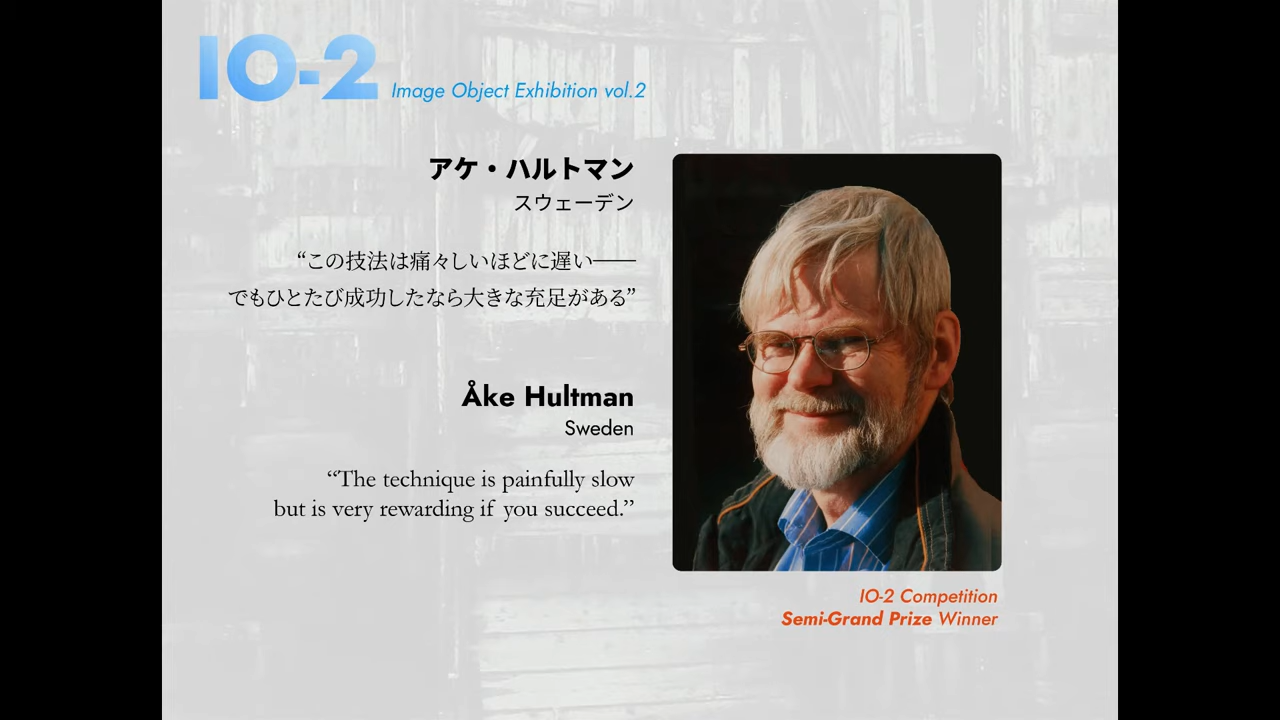 IO-2 Image Object Exhibition vol.2
アケ・ハルトマン
スウェーデン
“この技法は痛々しいほどに遅い——
でもひとたび成功したなら大きな充足がある”
Åke Hultman
Sweden
“The technique is painfully slow
but is very rewarding if you succeed.”
IO-2 Competition
Semi-Grand Prize Winner